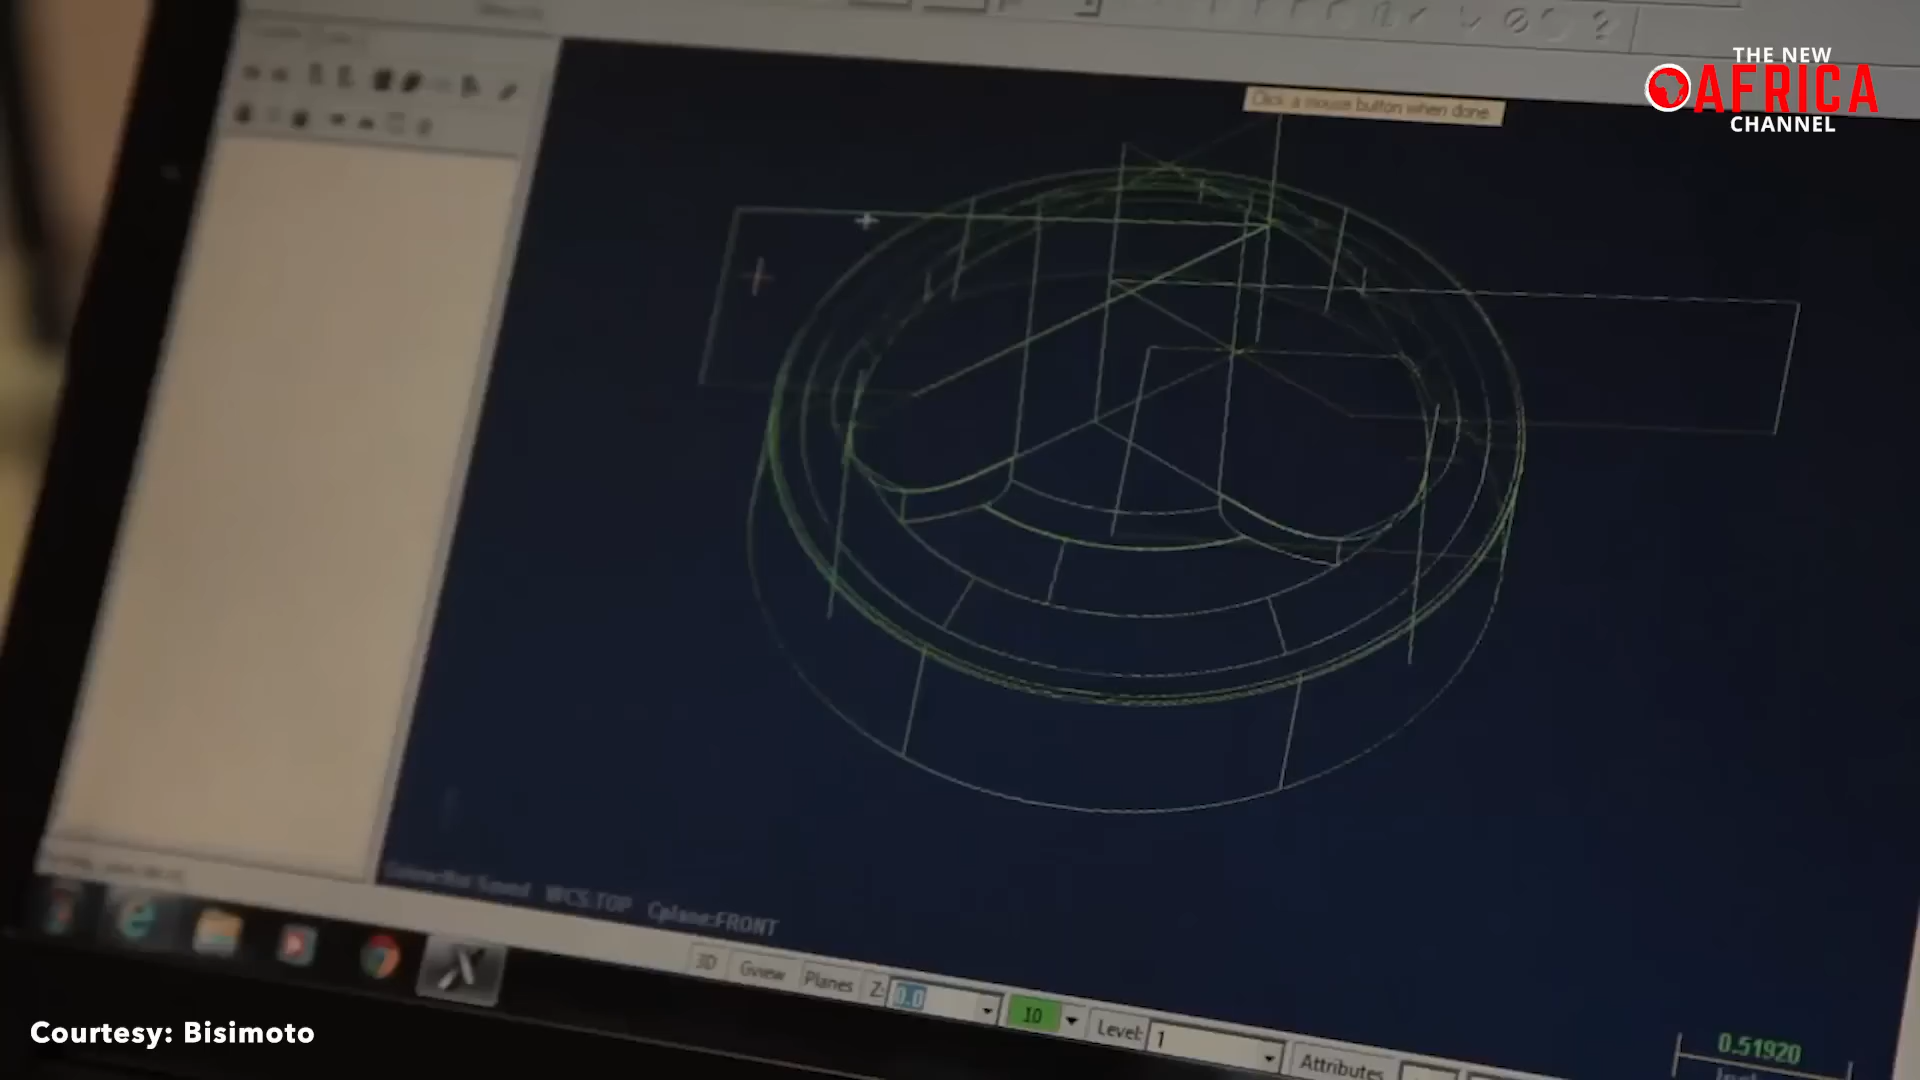 THE NEW
AFRICA
CHANNEL
Click a mouse button when done.
WCS:TOP Cplane:FRONT
3D Gview Planes Z: 0.0 10 Level: 1 Attributes
0.51920
Courtesy: Bisimoto